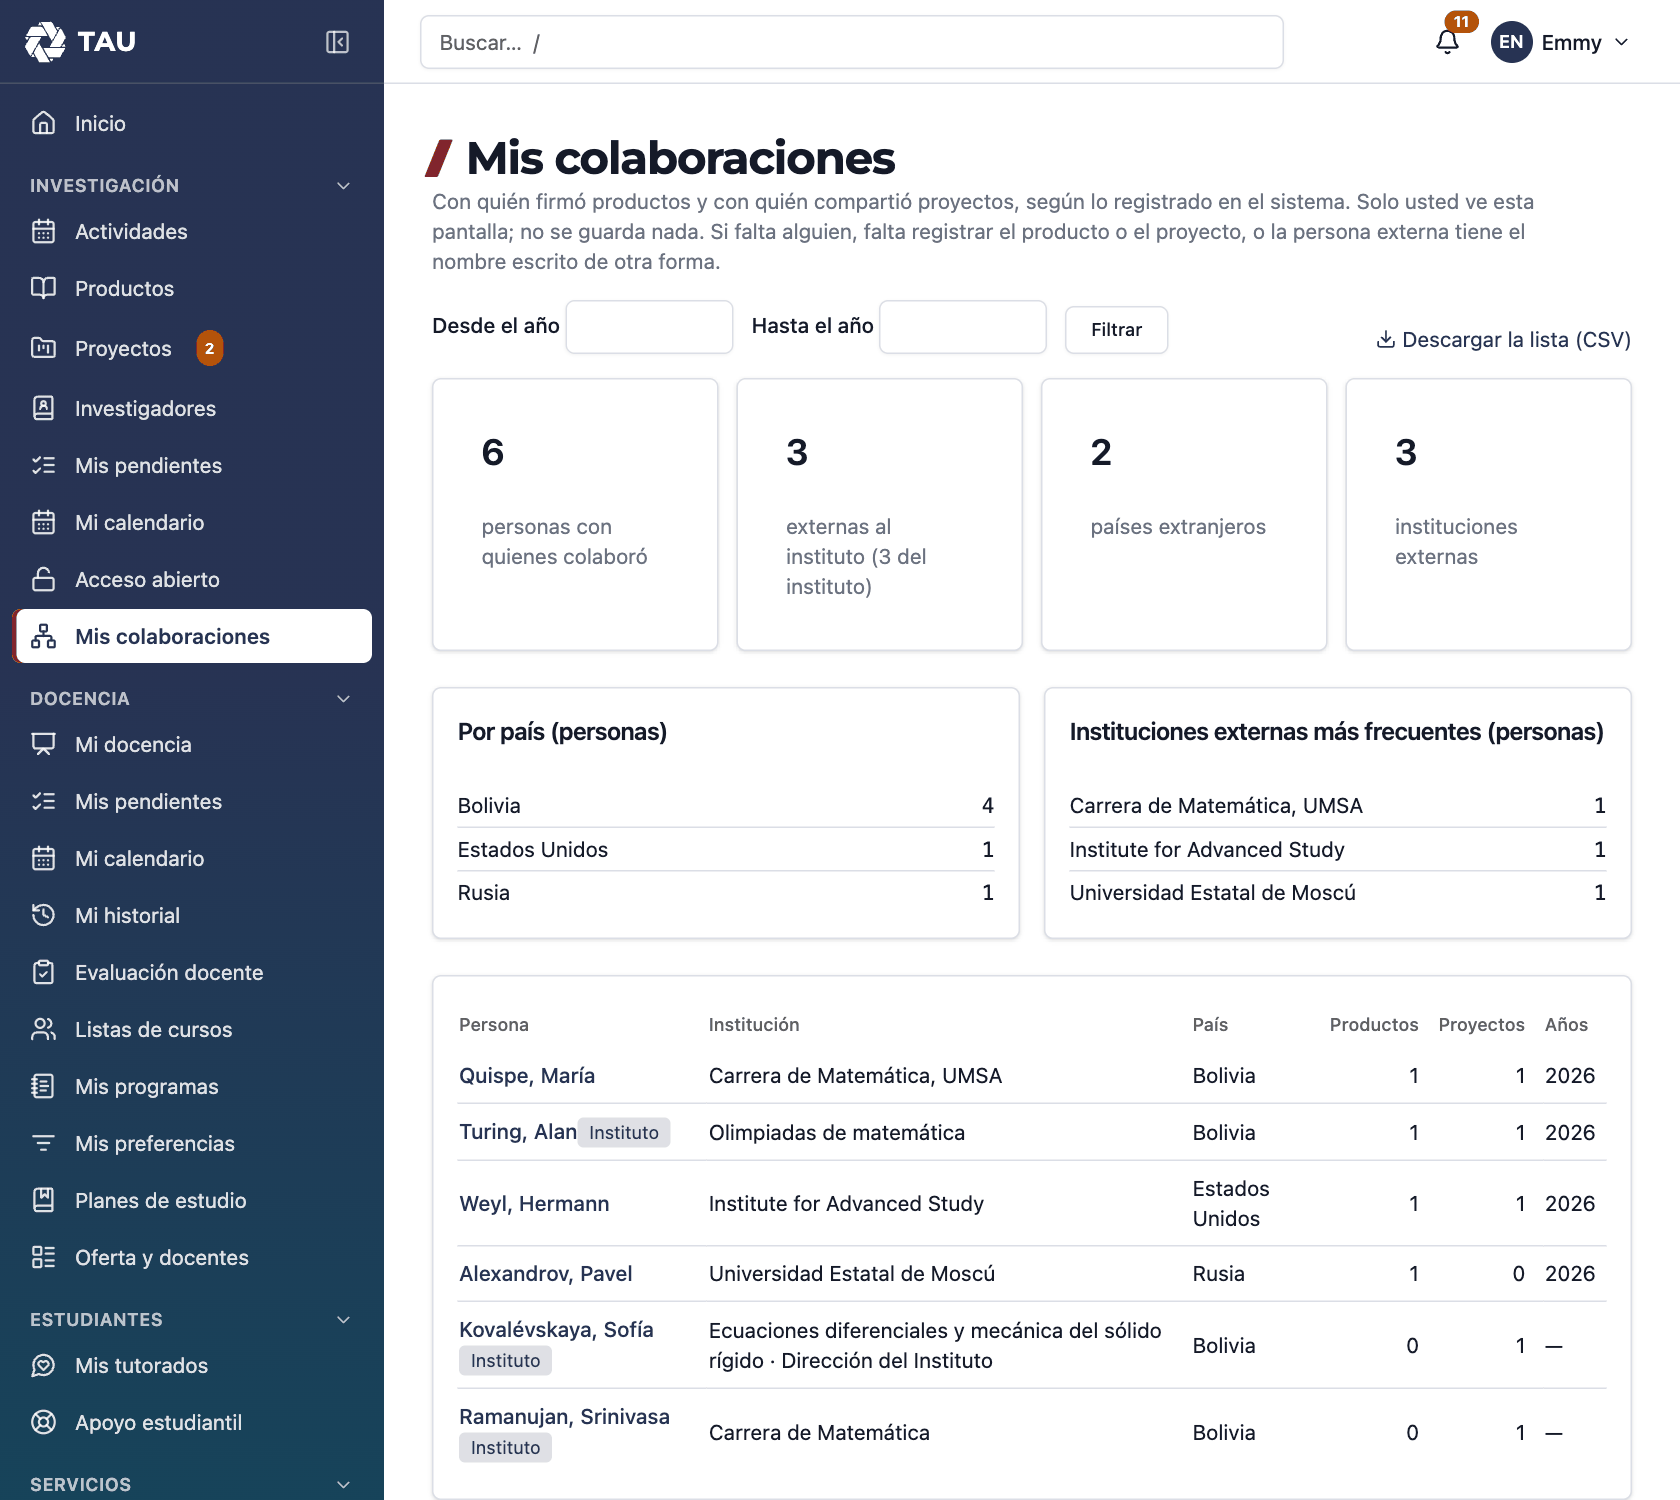 TAU
Buscar... /
11
EN
Emmy
Inicio
INVESTIGACIÓN
Actividades
Productos
Proyectos
2
Investigadores
Mis pendientes
Mi calendario
Acceso abierto
Mis colaboraciones
DOCENCIA
Mi docencia
Mis pendientes
Mi calendario
Mi historial
Evaluación docente
Listas de cursos
Mis programas
Mis preferencias
Planes de estudio
Oferta y docentes
ESTUDIANTES
Mis tutorados
Apoyo estudiantil
SERVICIOS
Mis colaboraciones
Con quién firmó productos y con quién compartió proyectos, según lo registrado en el sistema. Solo usted ve esta
pantalla; no se guarda nada. Si falta alguien, falta registrar el producto o el proyecto, o la persona externa tiene el
nombre escrito de otra forma.
Desde el año
Hasta el año
Filtrar
Descargar la lista (CSV)
6
personas con
quienes colaboró
3
externas al
instituto (3 del
instituto)
2
países extranjeros
3
instituciones
externas
Por país (personas)
Bolivia 4
Estados Unidos 1
Rusia 1
Instituciones externas más frecuentes (personas)
Carrera de Matemática, UMSA 1
Institute for Advanced Study 1
Universidad Estatal de Moscú 1
Persona Institución País Productos Proyectos Años
Quispe, María Carrera de Matemática, UMSA Bolivia 1 1 2026
Turing, Alan Instituto Olimpiadas de matemática Bolivia 1 1 2026
Weyl, Hermann Institute for Advanced Study Estados Unidos 1 1 2026
Alexandrov, Pavel Universidad Estatal de Moscú Rusia 1 0 2026
Kovalévskaya, Sofía Instituto Ecuaciones diferenciales y mecánica del sólido rígido · Dirección del Instituto Bolivia 0 1 —
Ramanujan, Srinivasa Instituto Carrera de Matemática Bolivia 0 1 —